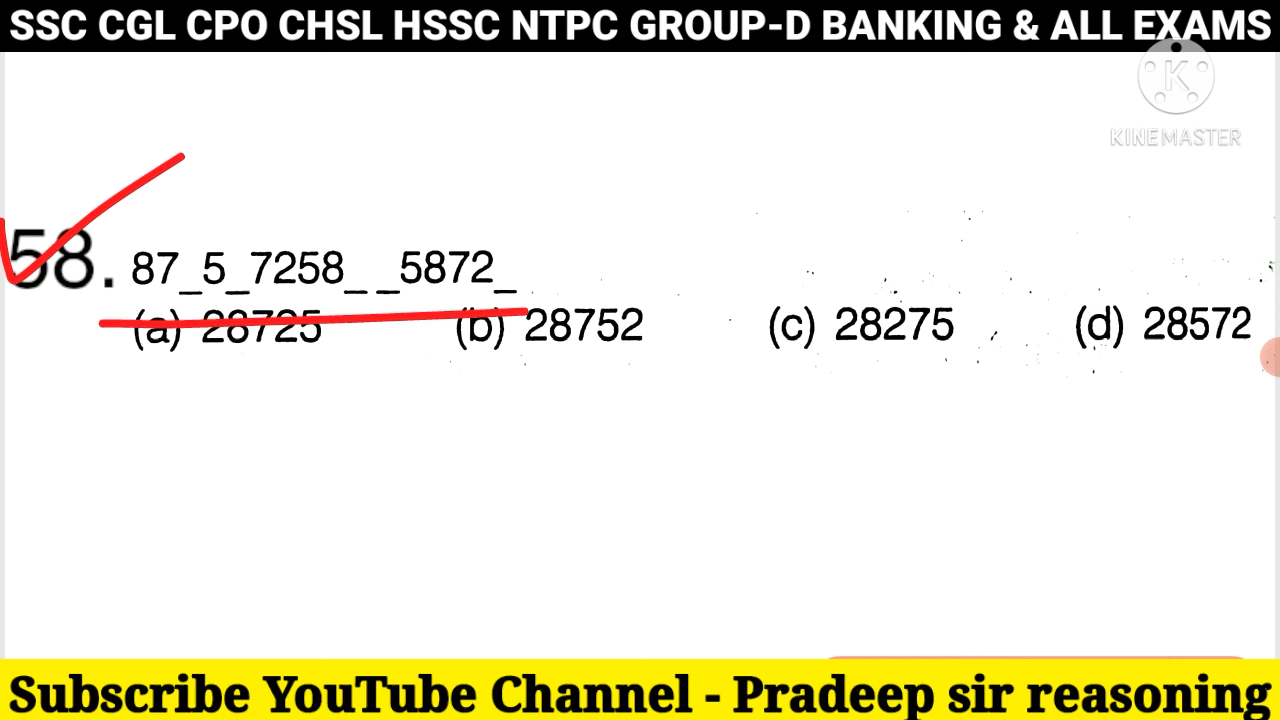 SSC CGL CPO CHSL HSSC NTPC GROUP-D BANKING & ALL EXAMS
K
KINEMASTER
58. 87_5_7258_ _5872_
(a) 28725 (b) 28752 (c) 28275 (d) 28572
Subscribe YouTube Channel - Pradeep sir reasoning